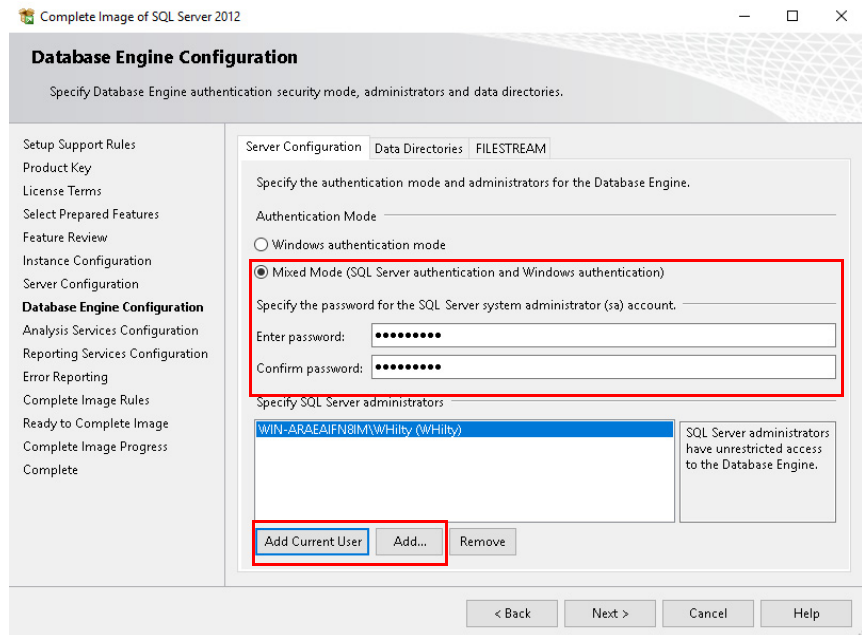 Complete Image of SQL Server 2012
Database Engine Configuration
Specify Database Engine authentication security mode, administrators and data directories.
Setup Support Rules
Product Key
License Terms
Select Prepared Features
Feature Review
Instance Configuration
Server Configuration
Database Engine Configuration
Analysis Services Configuration
Reporting Services Configuration
Error Reporting
Complete Image Rules
Ready to Complete Image
Complete Image Progress
Complete
Server Configuration Data Directories FILESTREAM
Specify the authentication mode and administrators for the Database Engine.
Authentication Mode
Windows authentication mode
Mixed Mode (SQL Server authentication and Windows authentication)
Specify the password for the SQL Server system administrator (sa) account.
Enter password: ●●●●●●●●●
Confirm password: ●●●●●●●●●
Specify SQL Server administrators
WIN-ARAEAIFN8IM\WHilty (WHilty)
SQL Server administrators
have unrestricted access
to the Database Engine.
Add Current User Add... Remove
< Back Next > Cancel Help